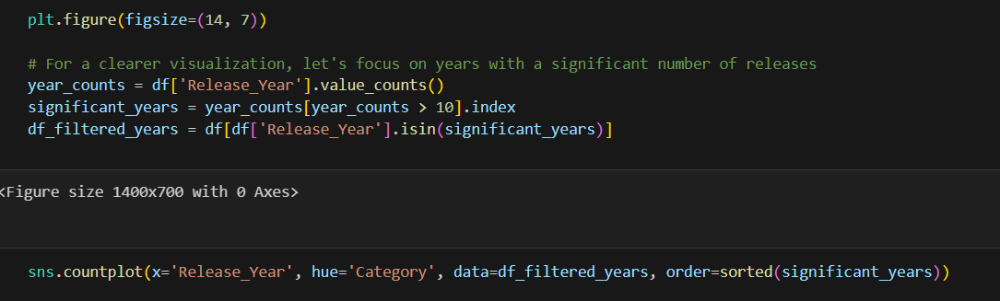 plt.figure(figsize=(14, 7))
# For a clearer visualization, let's focus on years with a significant number of releases
year_counts = df['Release_Year'].value_counts()
significant_years = year_counts[year_counts > 10].index
df_filtered_years = df[df['Release_Year'].isin(significant_years)]
<Figure size 1400x700 with 0 Axes>
sns.countplot(x='Release_Year', hue='Category', data=df_filtered_years, order=sorted(significant_years))